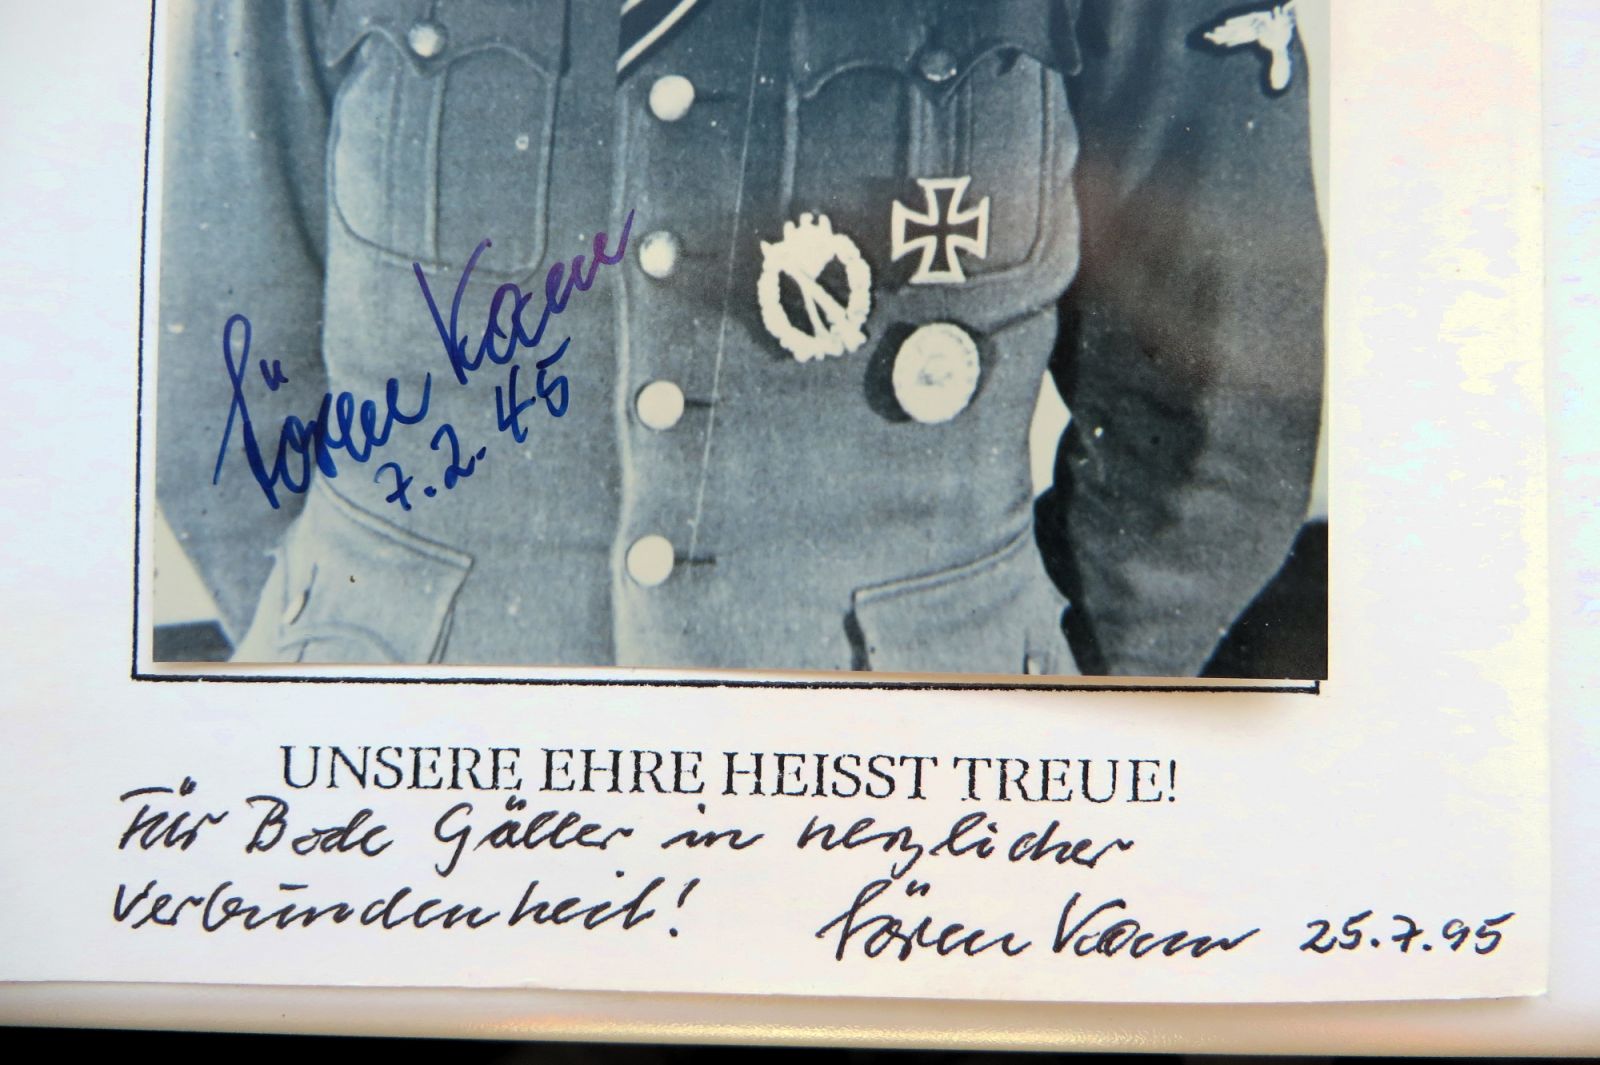 Sören Kam
7.2.45
UNSERE EHRE HEISST TREUE!
Für Bode Gäller in herzlicher
Verbundenheit! Sören Kam 25.7.95